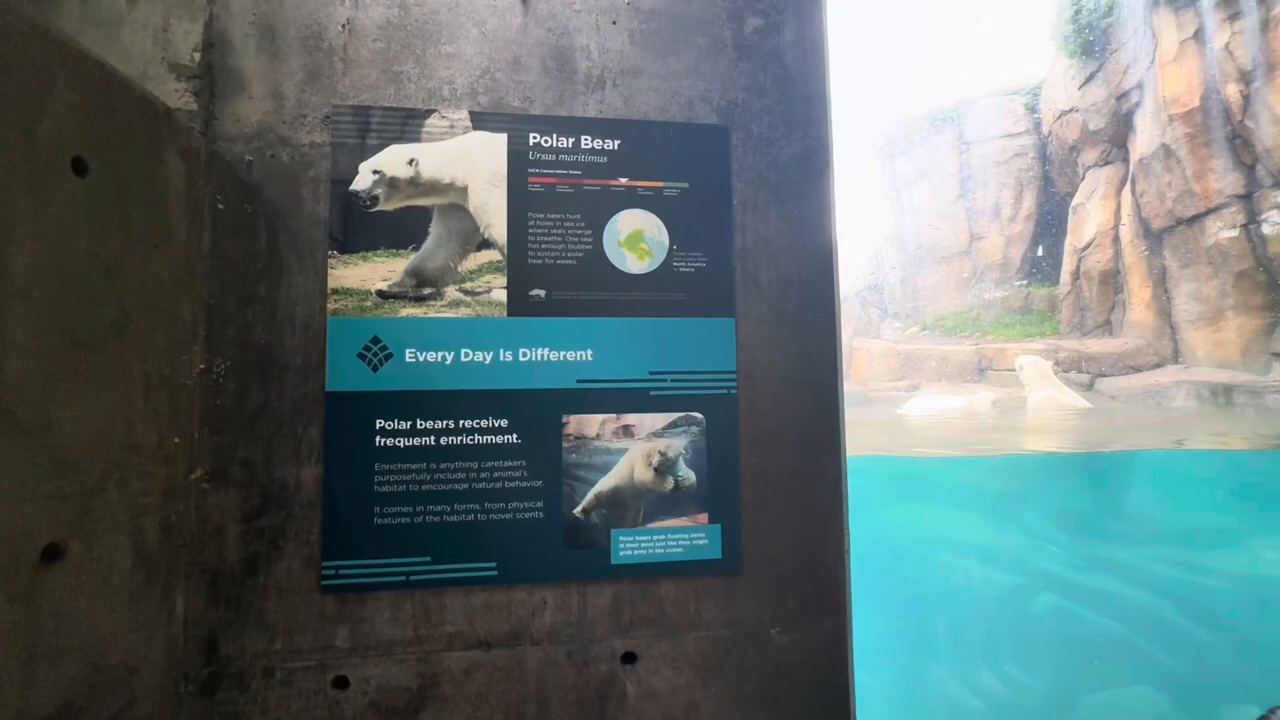 Polar Bear
Ursus maritimus
IUCN Conservation Status
Polar bears hunt
at holes in sea ice
where seals emerge
to breathe. One seal
has enough blubber
to sustain a polar
bear for weeks.
North America
to Siberia
Every Day Is Different
Polar bears receive
frequent enrichment.
Enrichment is anything caretakers
purposefully include in an animal's
habitat to encourage natural behavior.
It comes in many forms, from physical
features of the habitat to novel scents.
Polar bears grab floating items
in their pool just like they might
grab prey in the ocean.